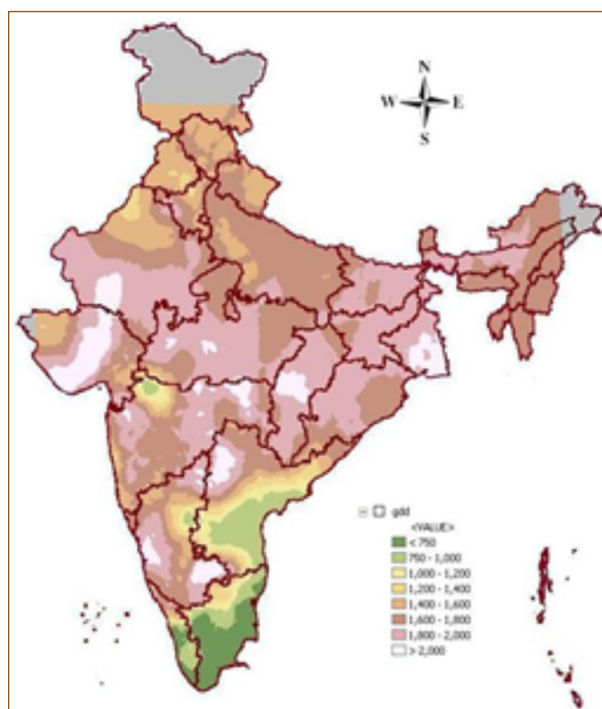 N
W E
S
gdd
<VALUE>
< 750
750 - 1,000
1,000 - 1,200
1,200 - 1,400
1,400 - 1,600
1,600 - 1,800
1,800 - 2,000
> 2,000